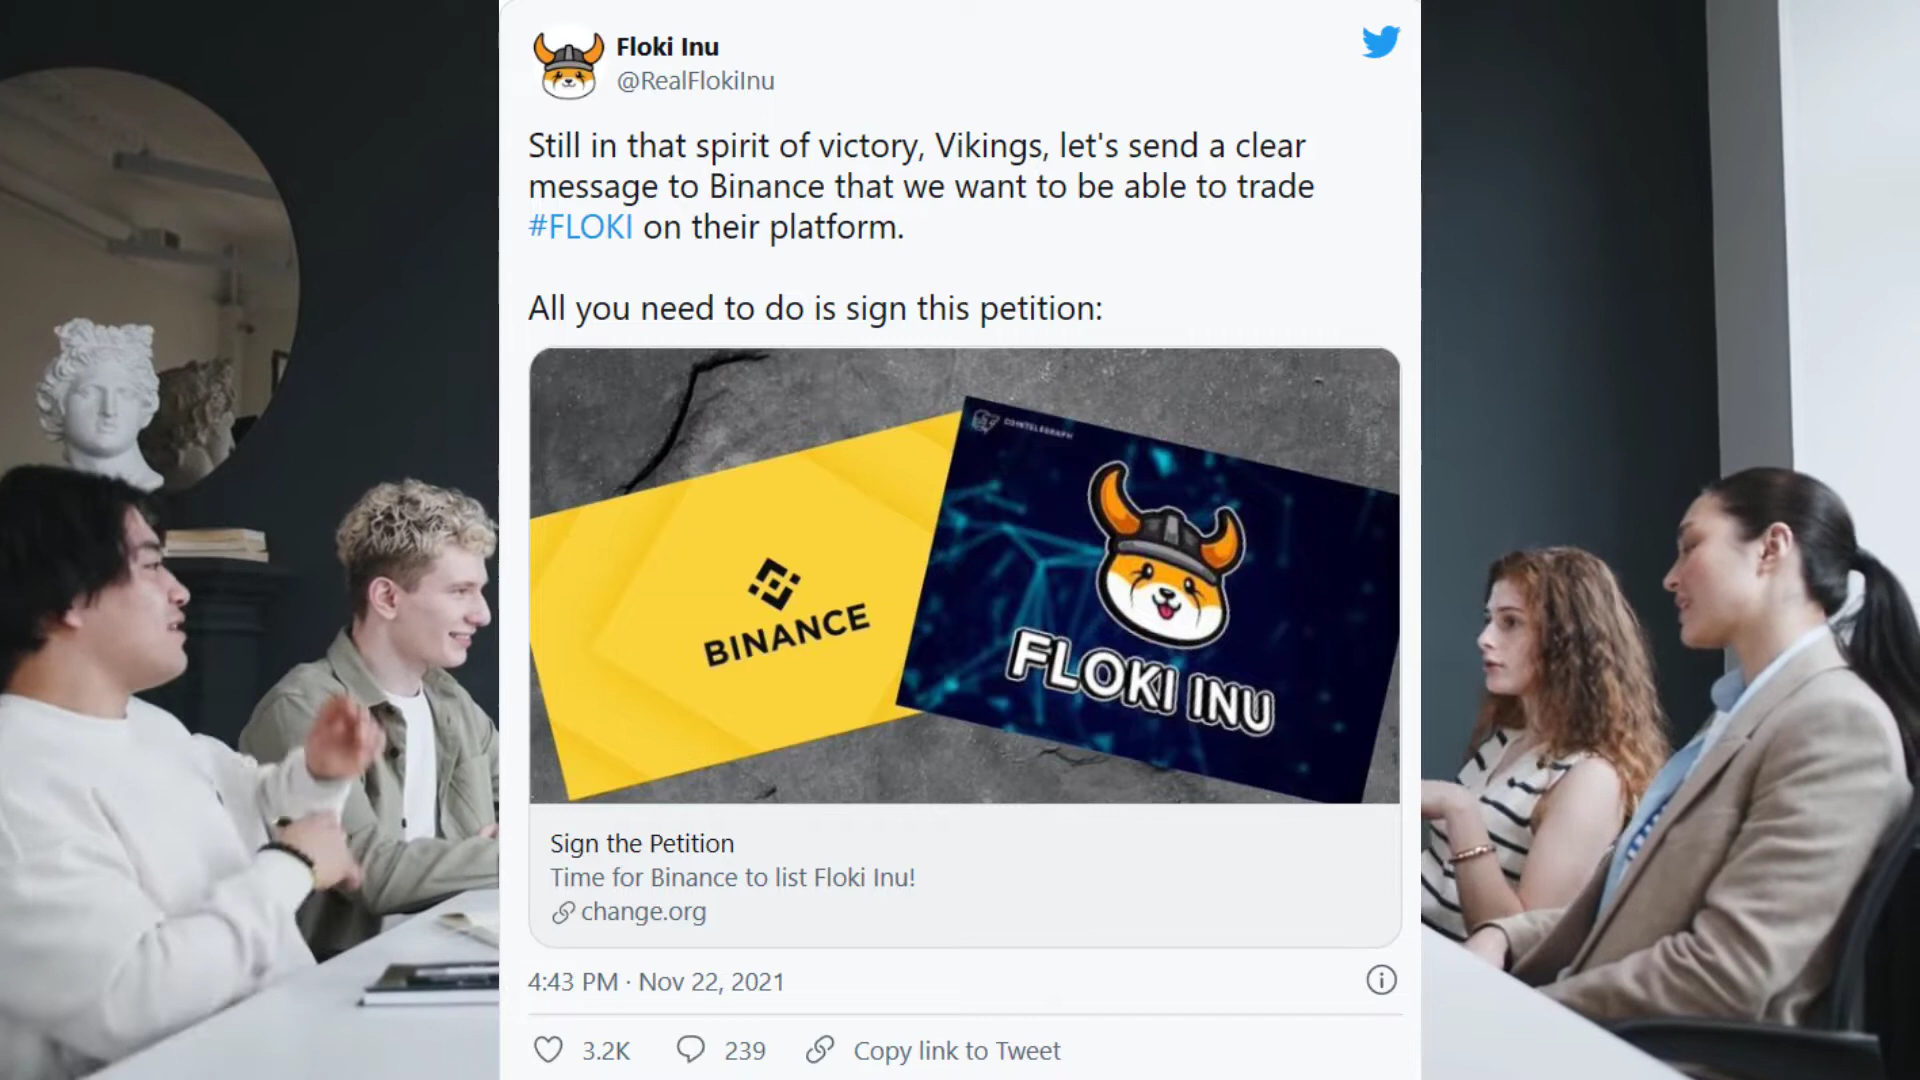 Floki Inu
@RealFlokiInu
Still in that spirit of victory, Vikings, let's send a clear
message to Binance that we want to be able to trade
#FLOKI on their platform.
All you need to do is sign this petition:
COINTELEGRAPH
BINANCE
FLOKI INU
Sign the Petition
Time for Binance to list Floki Inu!
change.org
4:43 PM · Nov 22, 2021
3.2K
239
Copy link to Tweet